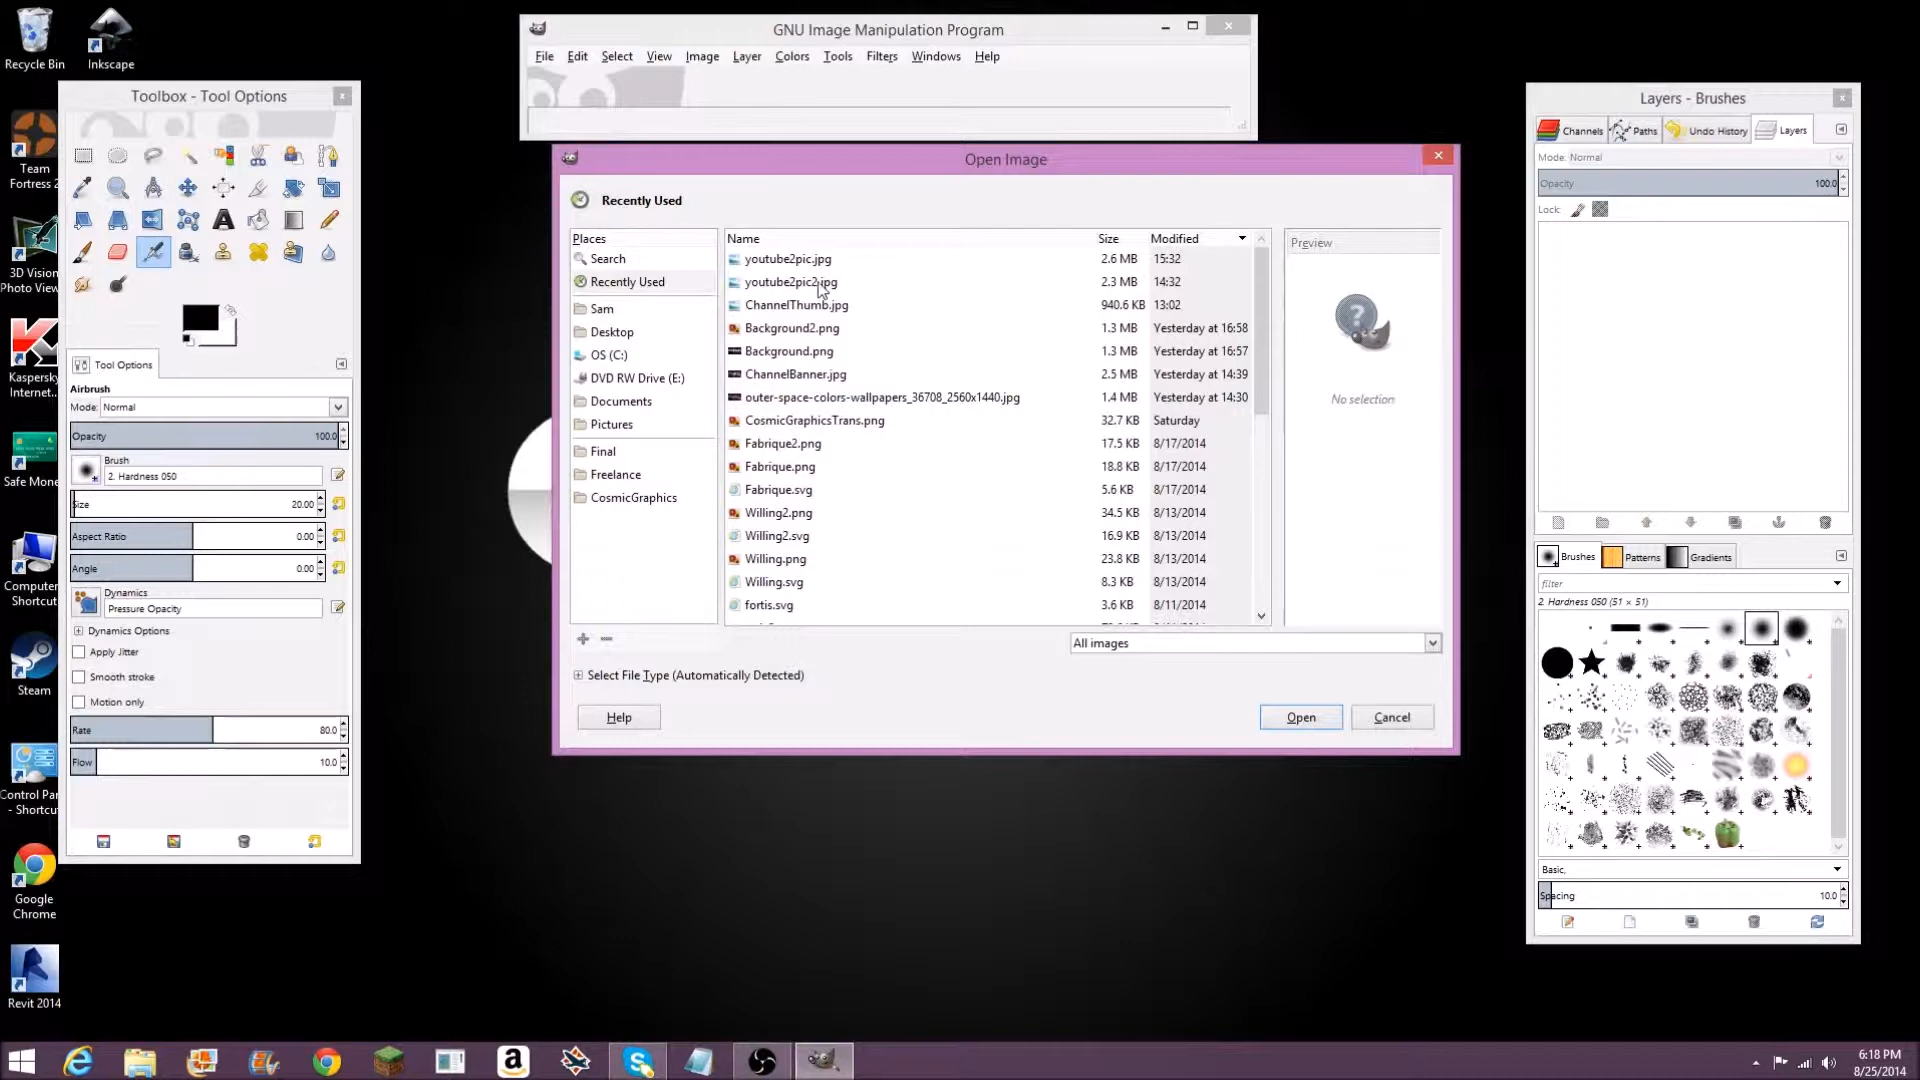 Recycle Bin
Inkscape
Team
Fortress 2
3D Vision
Photo View...
Kaspersky
Internet...
Safe Mone
Computer
Shortcut
Steam
Control Pa
- Shortcu
Google
Chrome
Revit 2014
Toolbox - Tool Options
Tool Options
Airbrush
Mode: Normal
Opacity 100.0
Brush
2. Hardness 050
Size 20.00
Aspect Ratio 0.00
Angle 0.00
Dynamics
Pressure Opacity
Dynamics Options
Apply Jitter
Smooth stroke
Motion only
Rate 80.0
Flow 10.0
GNU Image Manipulation Program
File Edit Select View Image Layer Colors Tools Filters Windows Help
Open Image
Recently Used
Places
Search
Recently Used
Sam
Desktop
OS (C:)
DVD RW Drive (E:)
Documents
Pictures
Final
Freelance
CosmicGraphics
Name Size Modified
youtube2pic.jpg 2.6 MB 15:32
youtube2pic2.jpg 2.3 MB 14:32
ChannelThumb.jpg 940.6 KB 13:02
Background2.png 1.3 MB Yesterday at 16:58
Background.png 1.3 MB Yesterday at 16:57
ChannelBanner.jpg 2.5 MB Yesterday at 14:39
outer-space-colors-wallpapers_36708_2560x1440.jpg 1.4 MB Yesterday at 14:30
CosmicGraphicsTrans.png 32.7 KB Saturday
Fabrique2.png 17.5 KB 8/17/2014
Fabrique.png 18.8 KB 8/17/2014
Fabrique.svg 5.6 KB 8/17/2014
Willing2.png 34.5 KB 8/13/2014
Willing2.svg 16.9 KB 8/13/2014
Willing.png 23.8 KB 8/13/2014
Willing.svg 8.3 KB 8/13/2014
fortis.svg 3.6 KB 8/11/2014
Preview
No selection
All images
Select File Type (Automatically Detected)
Help
Open
Cancel
Layers - Brushes
Channels Paths Undo History Layers
Mode: Normal
Opacity 100.0
Lock:
Brushes Patterns Gradients
filter
2. Hardness 050 (51 × 51)
Basic,
Spacing 10.0
6:18 PM
8/25/2014